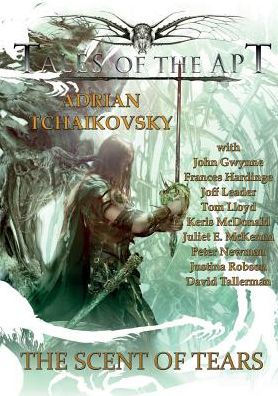 TALES OF THE APT
ADRIAN
TCHAIKOVSKY
with
John Gwynne
Frances Hardinge
Joff Leader
Tom Lloyd
Keris McDonald
Juliet E. McKenna
Peter Newman
Justina Robson
David Tallerman
THE SCENT OF TEARS